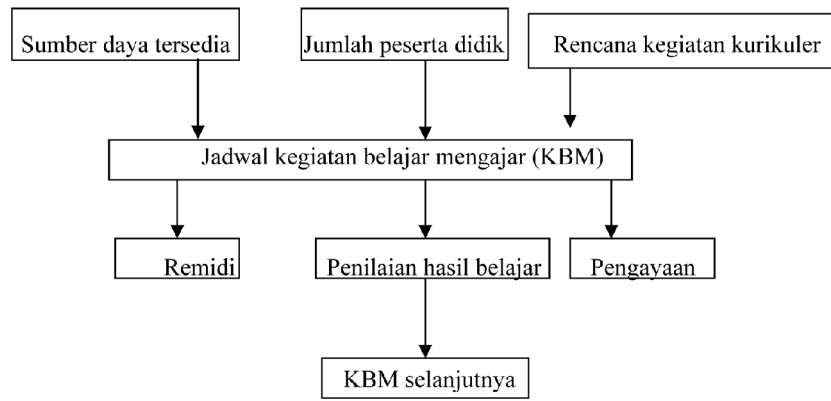 Sumber daya tersedia
Jumlah peserta didik
Rencana kegiatan kurikuler
Jadwal kegiatan belajar mengajar (KBM)
Remidi
Penilaian hasil belajar
Pengayaan
KBM selanjutnya